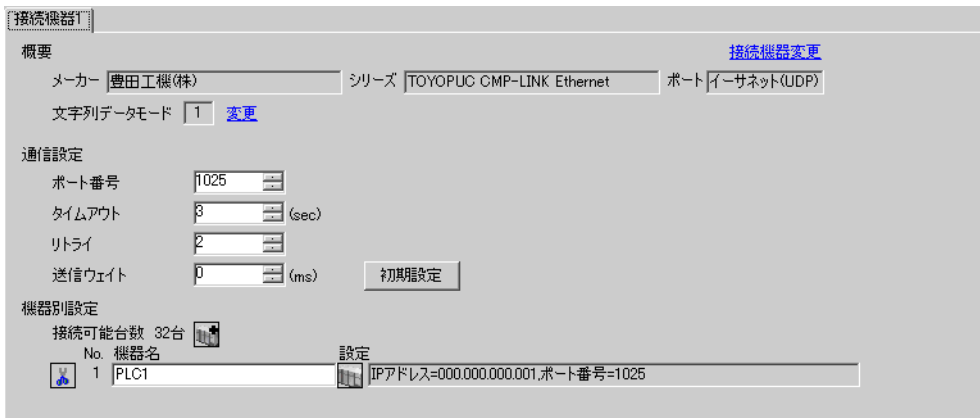 接続機器1
概要 接続機器変更
メーカー 豊田工機(株) シリーズ TOYOPUC CMP-LINK Ethernet ポート イーサネット(UDP)
文字列データモード 1 変更
通信設定
ポート番号 1025
タイムアウト 3 (sec)
リトライ 2
送信ウェイト 0 (ms) 初期設定
機器別設定
接続可能台数 32台
No. 機器名 設定
1 PLC1 IPアドレス=000.000.000.001,ポート番号=1025